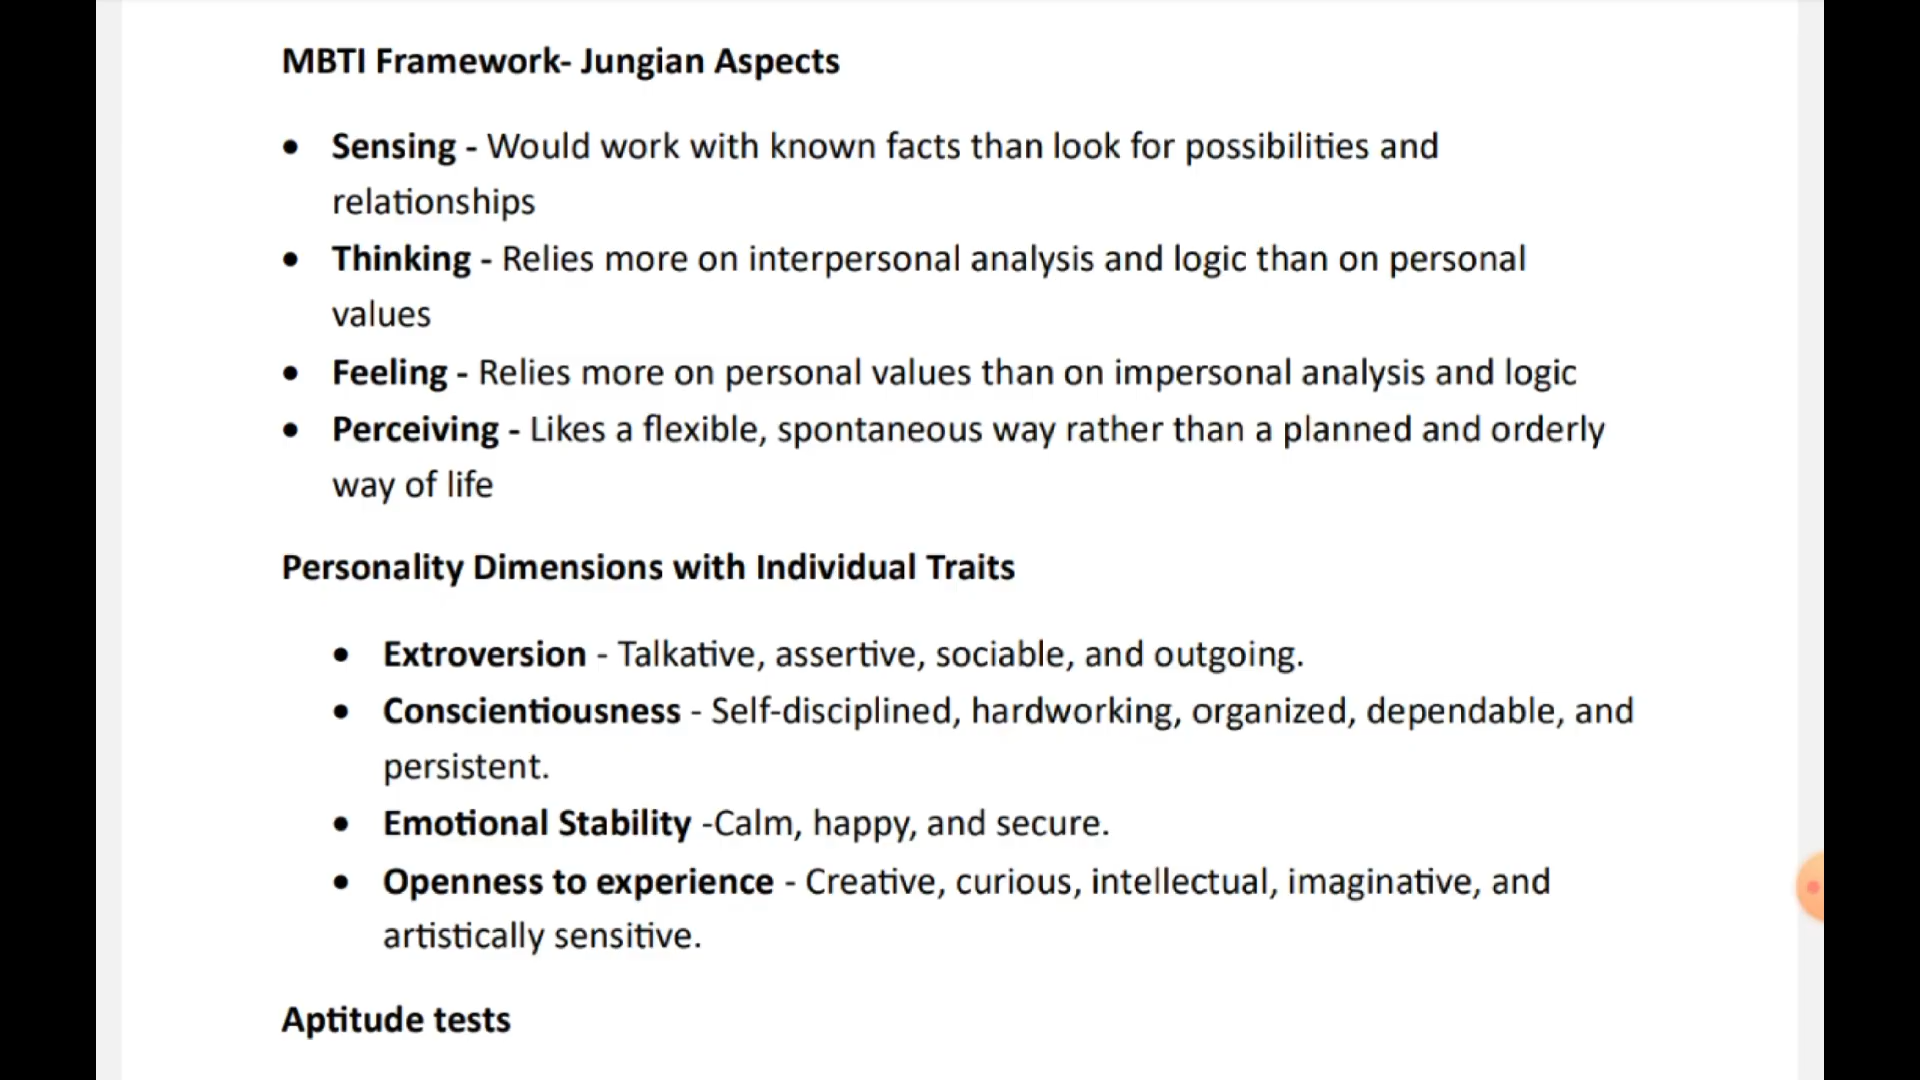 MBTI Framework- Jungian Aspects
• Sensing - Would work with known facts than look for possibilities and
relationships
• Thinking - Relies more on interpersonal analysis and logic than on personal
values
• Feeling - Relies more on personal values than on impersonal analysis and logic
• Perceiving - Likes a flexible, spontaneous way rather than a planned and orderly
way of life
Personality Dimensions with Individual Traits
• Extroversion - Talkative, assertive, sociable, and outgoing.
• Conscientiousness - Self-disciplined, hardworking, organized, dependable, and
persistent.
• Emotional Stability -Calm, happy, and secure.
• Openness to experience - Creative, curious, intellectual, imaginative, and
artistically sensitive.
Aptitude tests